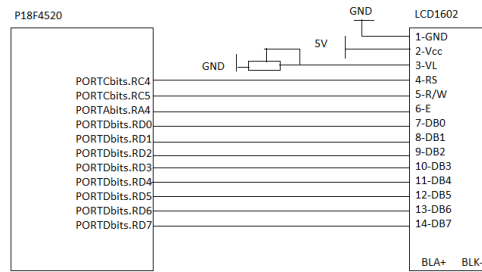 P18F4520
GND
LCD1602
5V
GND
1-GND
2-Vcc
3-VL
PORTCbits.RC4
4-RS
PORTCbits.RC5
5-R/W
PORTAbits.RA4
6-E
PORTDbits.RD0
7-DB0
PORTDbits.RD1
8-DB1
PORTDbits.RD2
9-DB2
PORTDbits.RD3
10-DB3
PORTDbits.RD4
11-DB4
PORTDbits.RD5
12-DB5
PORTDbits.RD6
13-DB6
PORTDbits.RD7
14-DB7
BLA+ BLK-